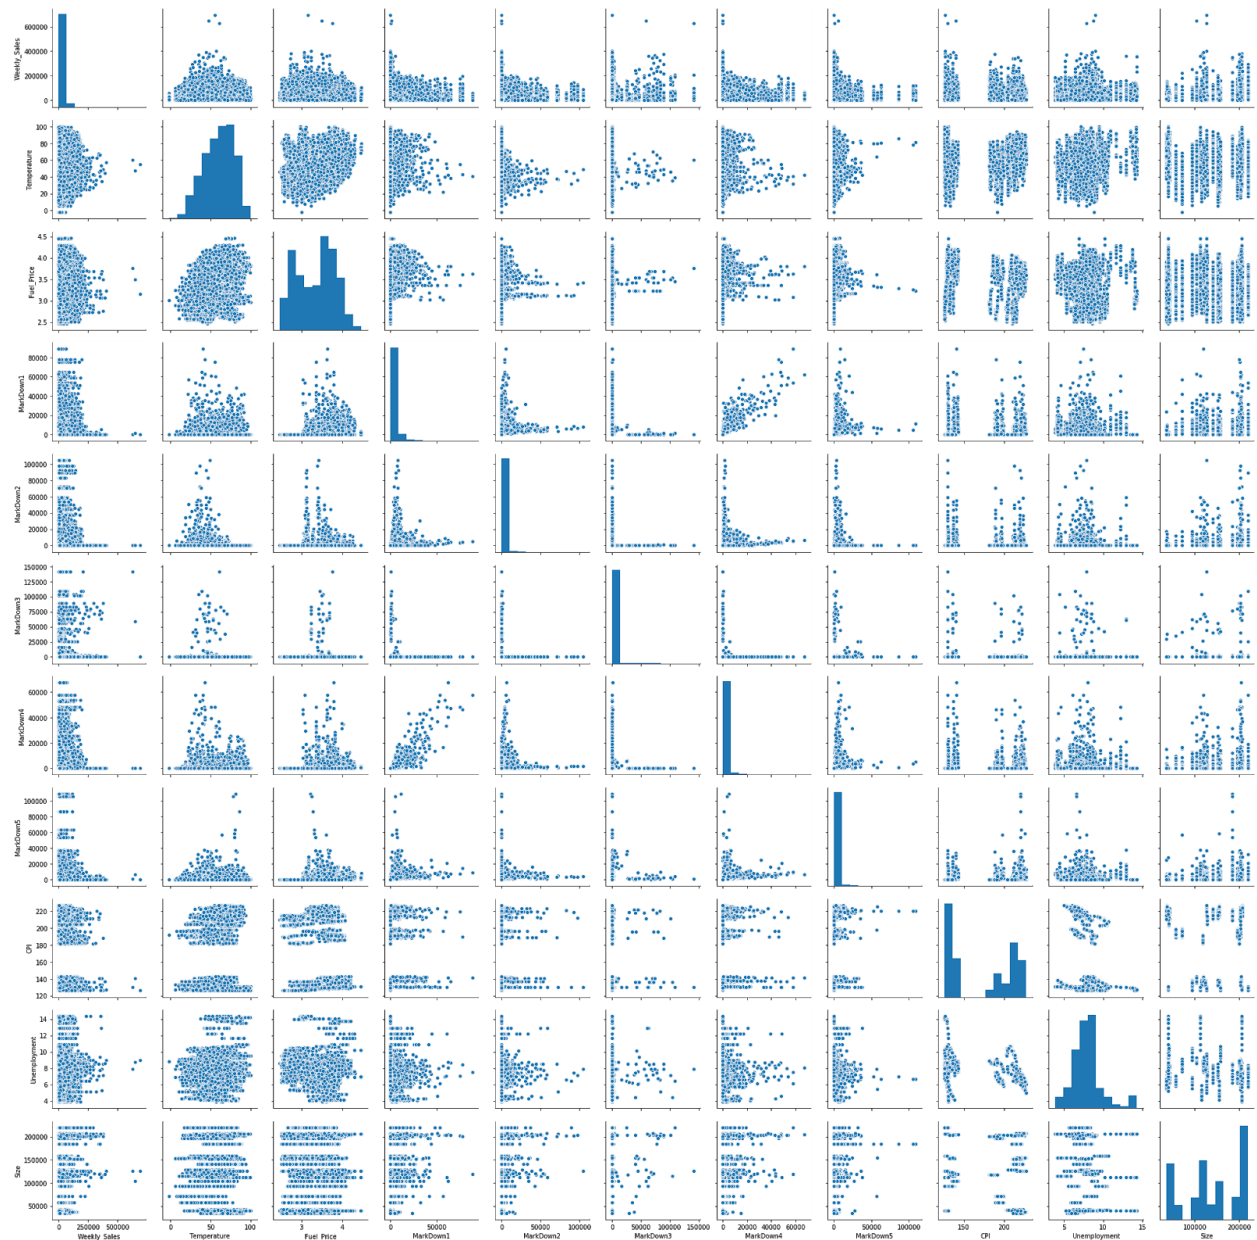 600000
400000
200000
0
Weekly_Sales
100
80
60
40
20
0
Temperature
4.5
4.0
3.5
3.0
2.5
Fuel_Price
80000
60000
40000
20000
0
MarkDown1
100000
80000
60000
40000
20000
0
MarkDown2
150000
125000
100000
75000
50000
25000
0
MarkDown3
60000
40000
20000
0
MarkDown4
100000
80000
60000
40000
20000
0
MarkDown5
220
200
180
160
140
120
CPI
14
12
10
8
6
4
Unemployment
200000
150000
100000
50000
Size
0 250000 500000
0 50 100
3 4
0 50000
0 50000 100000
0 50000 100000 150000
0 20000 40000 60000
0 50000 100000
150 200
5 10 15
100000 200000
Weekly_Sales
Temperature
Fuel_Price
MarkDown1
MarkDown2
MarkDown3
MarkDown4
MarkDown5
CPI
Unemployment
Size